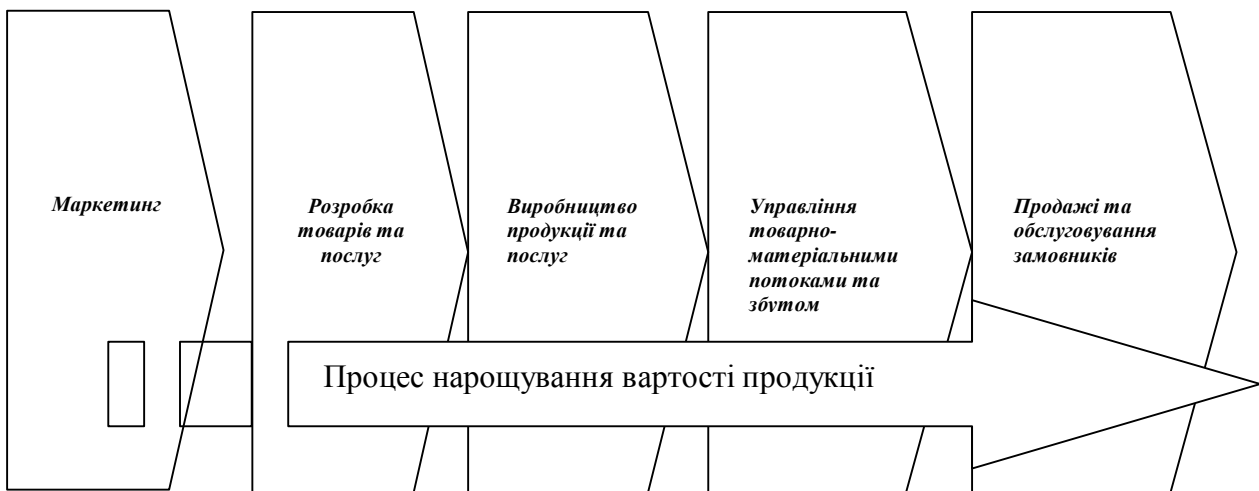 Маркетинг
Розробка
товарів та
послуг
Виробництво
продукції та
послуг
Управління
товарно-
матеріальними
потоками та
збутом
Продажі та
обслуговування
замовників
Процес нарощування вартості продукції